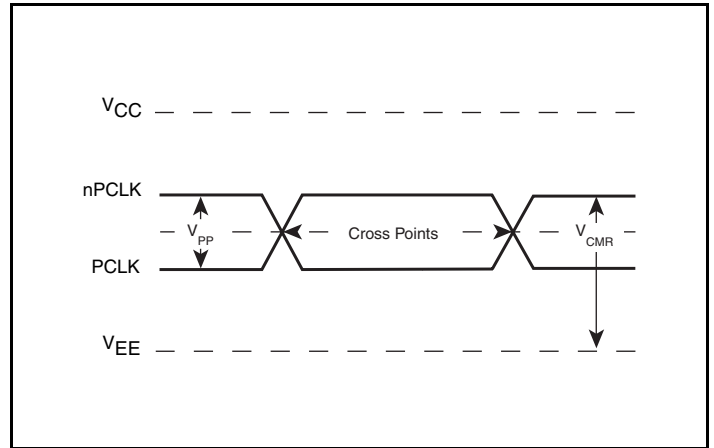 VCC
nPCLK
VPP
Cross Points
VCMR
PCLK
VEE